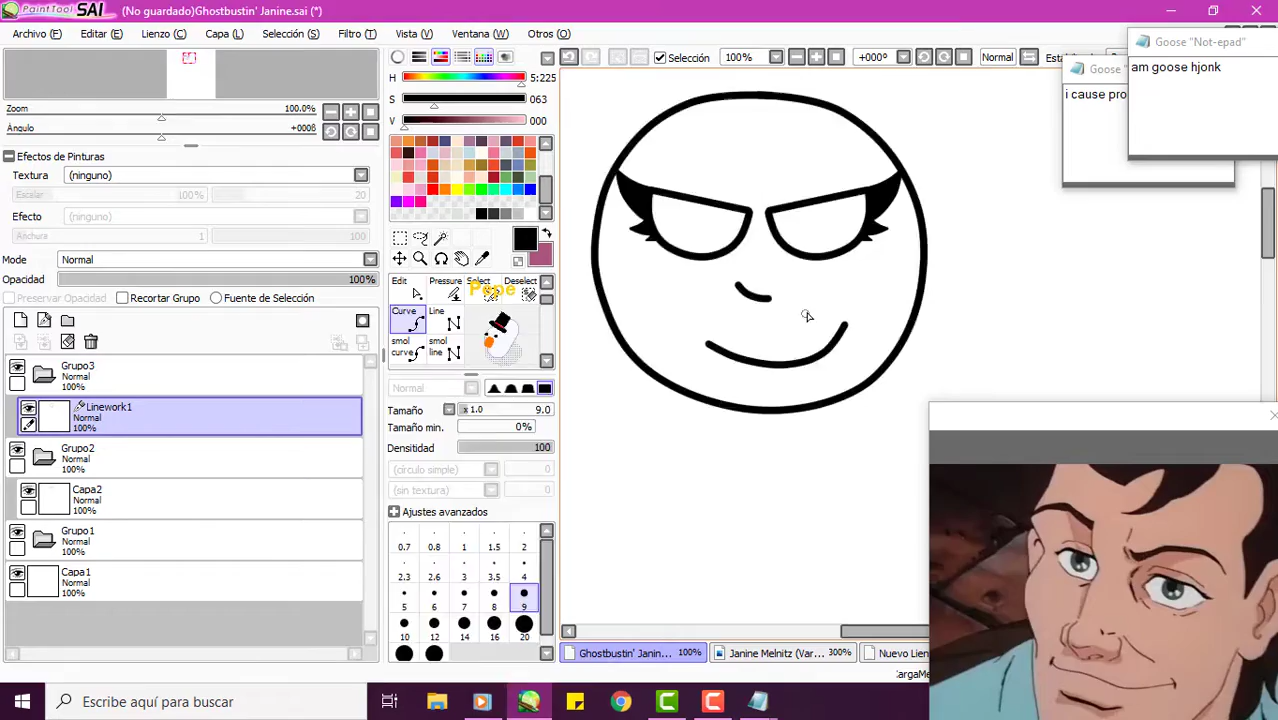 PaintTool SAI (No guardado)Ghostbustin' Janine.sai (*)
Archivo (F) Editar (E) Lienzo (C) Capa (L) Selección (S) Filtro (T) Vista (V) Ventana (W) Otros (O)
Zoom 100.0%
Ángulo +000ß
Efectos de Pinturas
Textura (ninguno)
Escalar 100% 20
Efecto (ninguno)
Anchura 1 100
Mode Normal
Opacidad 100%
Preservar Opacidad Recortar Grupo Fuente de Selección
Grupo3
Normal
100%
Linework1
Normal
100%
Grupo2
Normal
100%
Capa2
Normal
100%
Grupo1
Normal
100%
Capa1
Normal
100%
H 5:225
S 063
V 000
Edit Pressure Select Deselect
Pepe
Curve Line
smol curve smol line
Normal
Tamaño x 1.0 9.0
Tamaño min. 0%
Densitidad 100
(círculo simple) 0
(sin textura) 0
Ajustes avanzados
0.7 0.8 1 1.5 2
2.3 2.6 3 3.5 4
5 6 7 8 9
10 12 14 16 20
Selección 100% +000º Normal
Goose "Not-epad"
am goose hjonk
Goose
i cause pro
Ghostbustin' Janin... 100% Janine Melnitz (Var... 300% Nuevo Lien
Escribe aquí para buscar